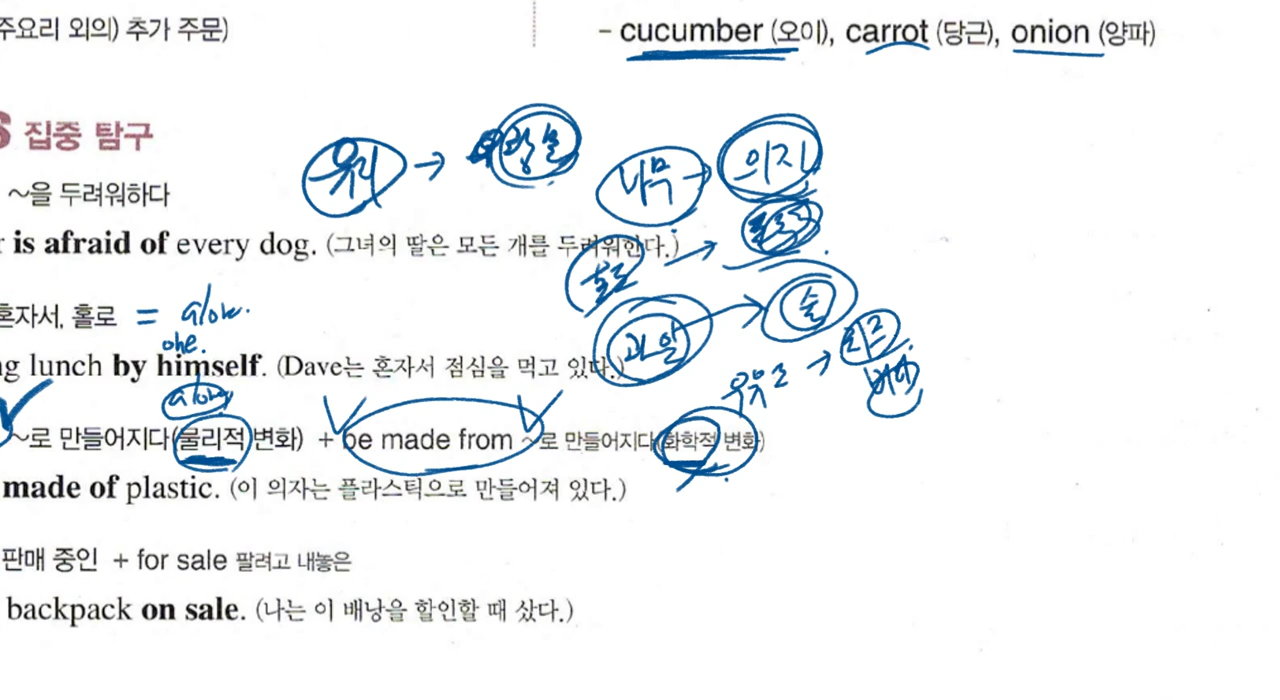 주요리 외의) 추가 주문)
– cucumber (오이), carrot (당근), onion (양파)
집중 탐구
유리 →
나무 → 의자
~을 두려워하다
is afraid of every dog. (그녀의 딸은 모든 개를 두려워한다.)
혼자서, 홀로 = alone.
과일 → 술
one.
ng lunch by himself. (Dave는 혼자서 점심을 먹고 있다.)
우유로 → 치즈
버터
alone
~로 만들어지다(물리적 변화) + be made from ~로 만들어지다(화학적 변화)
made of plastic. (이 의자는 플라스틱으로 만들어져 있다.)
판매 중인 + for sale 팔려고 내놓은
backpack on sale. (나는 이 배낭을 할인할 때 샀다.)